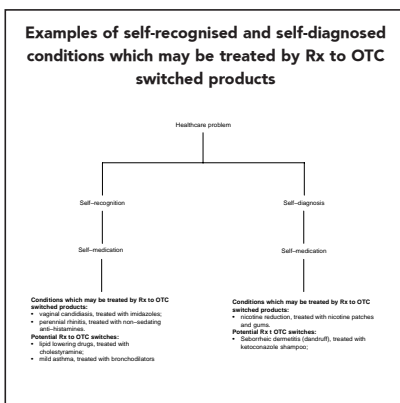 Examples of self-recognised and self-diagnosed
conditions which may be treated by Rx to OTC
switched products
Healthcare problem
Self–recognition
Self–diagnosis
Self–medication
Self–medication
Conditions which may be treated by Rx to OTC
switched products:
• vaginal candidiasis, treated with imidazoles;
• perennial rhinitis, treated with non–sedating
anti–histamines.
Potential Rx to OTC switches:
• lipid lowering drugs, treated with
cholestyramine;
• mild asthma, treated with bronchodilators
Conditions which may be treated by Rx to OTC
switched products:
• nicotine reduction, treated with nicotine patches
and gums.
Potential Rx t OTC switches:
• Seborrheic dermetitis (dandruff), treated with
ketoconazole shampoo;